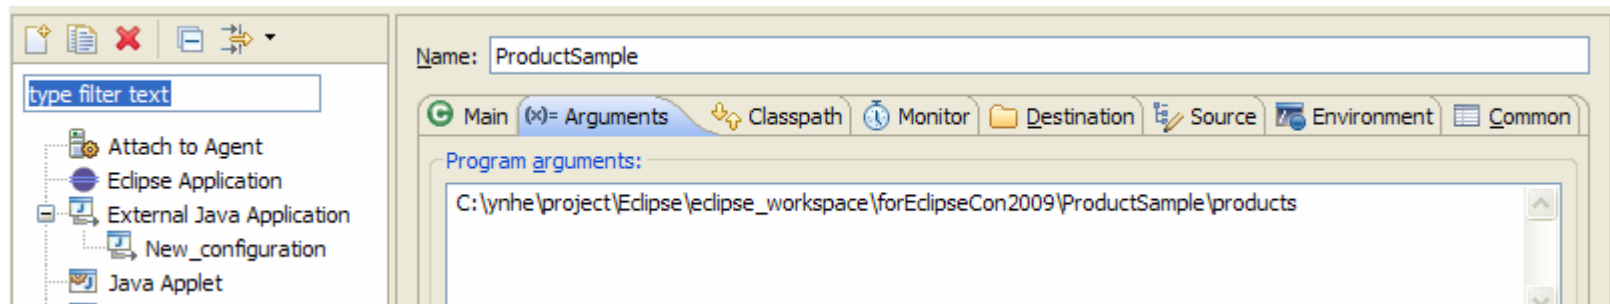 type filter text
Attach to Agent
Eclipse Application
External Java Application
New_configuration
Java Applet
Name: ProductSample
Main (x)= Arguments Classpath Monitor Destination Source Environment Common
Program arguments:
C:\ynhe\project\Eclipse\eclipse_workspace\forEclipseCon2009\ProductSample\products